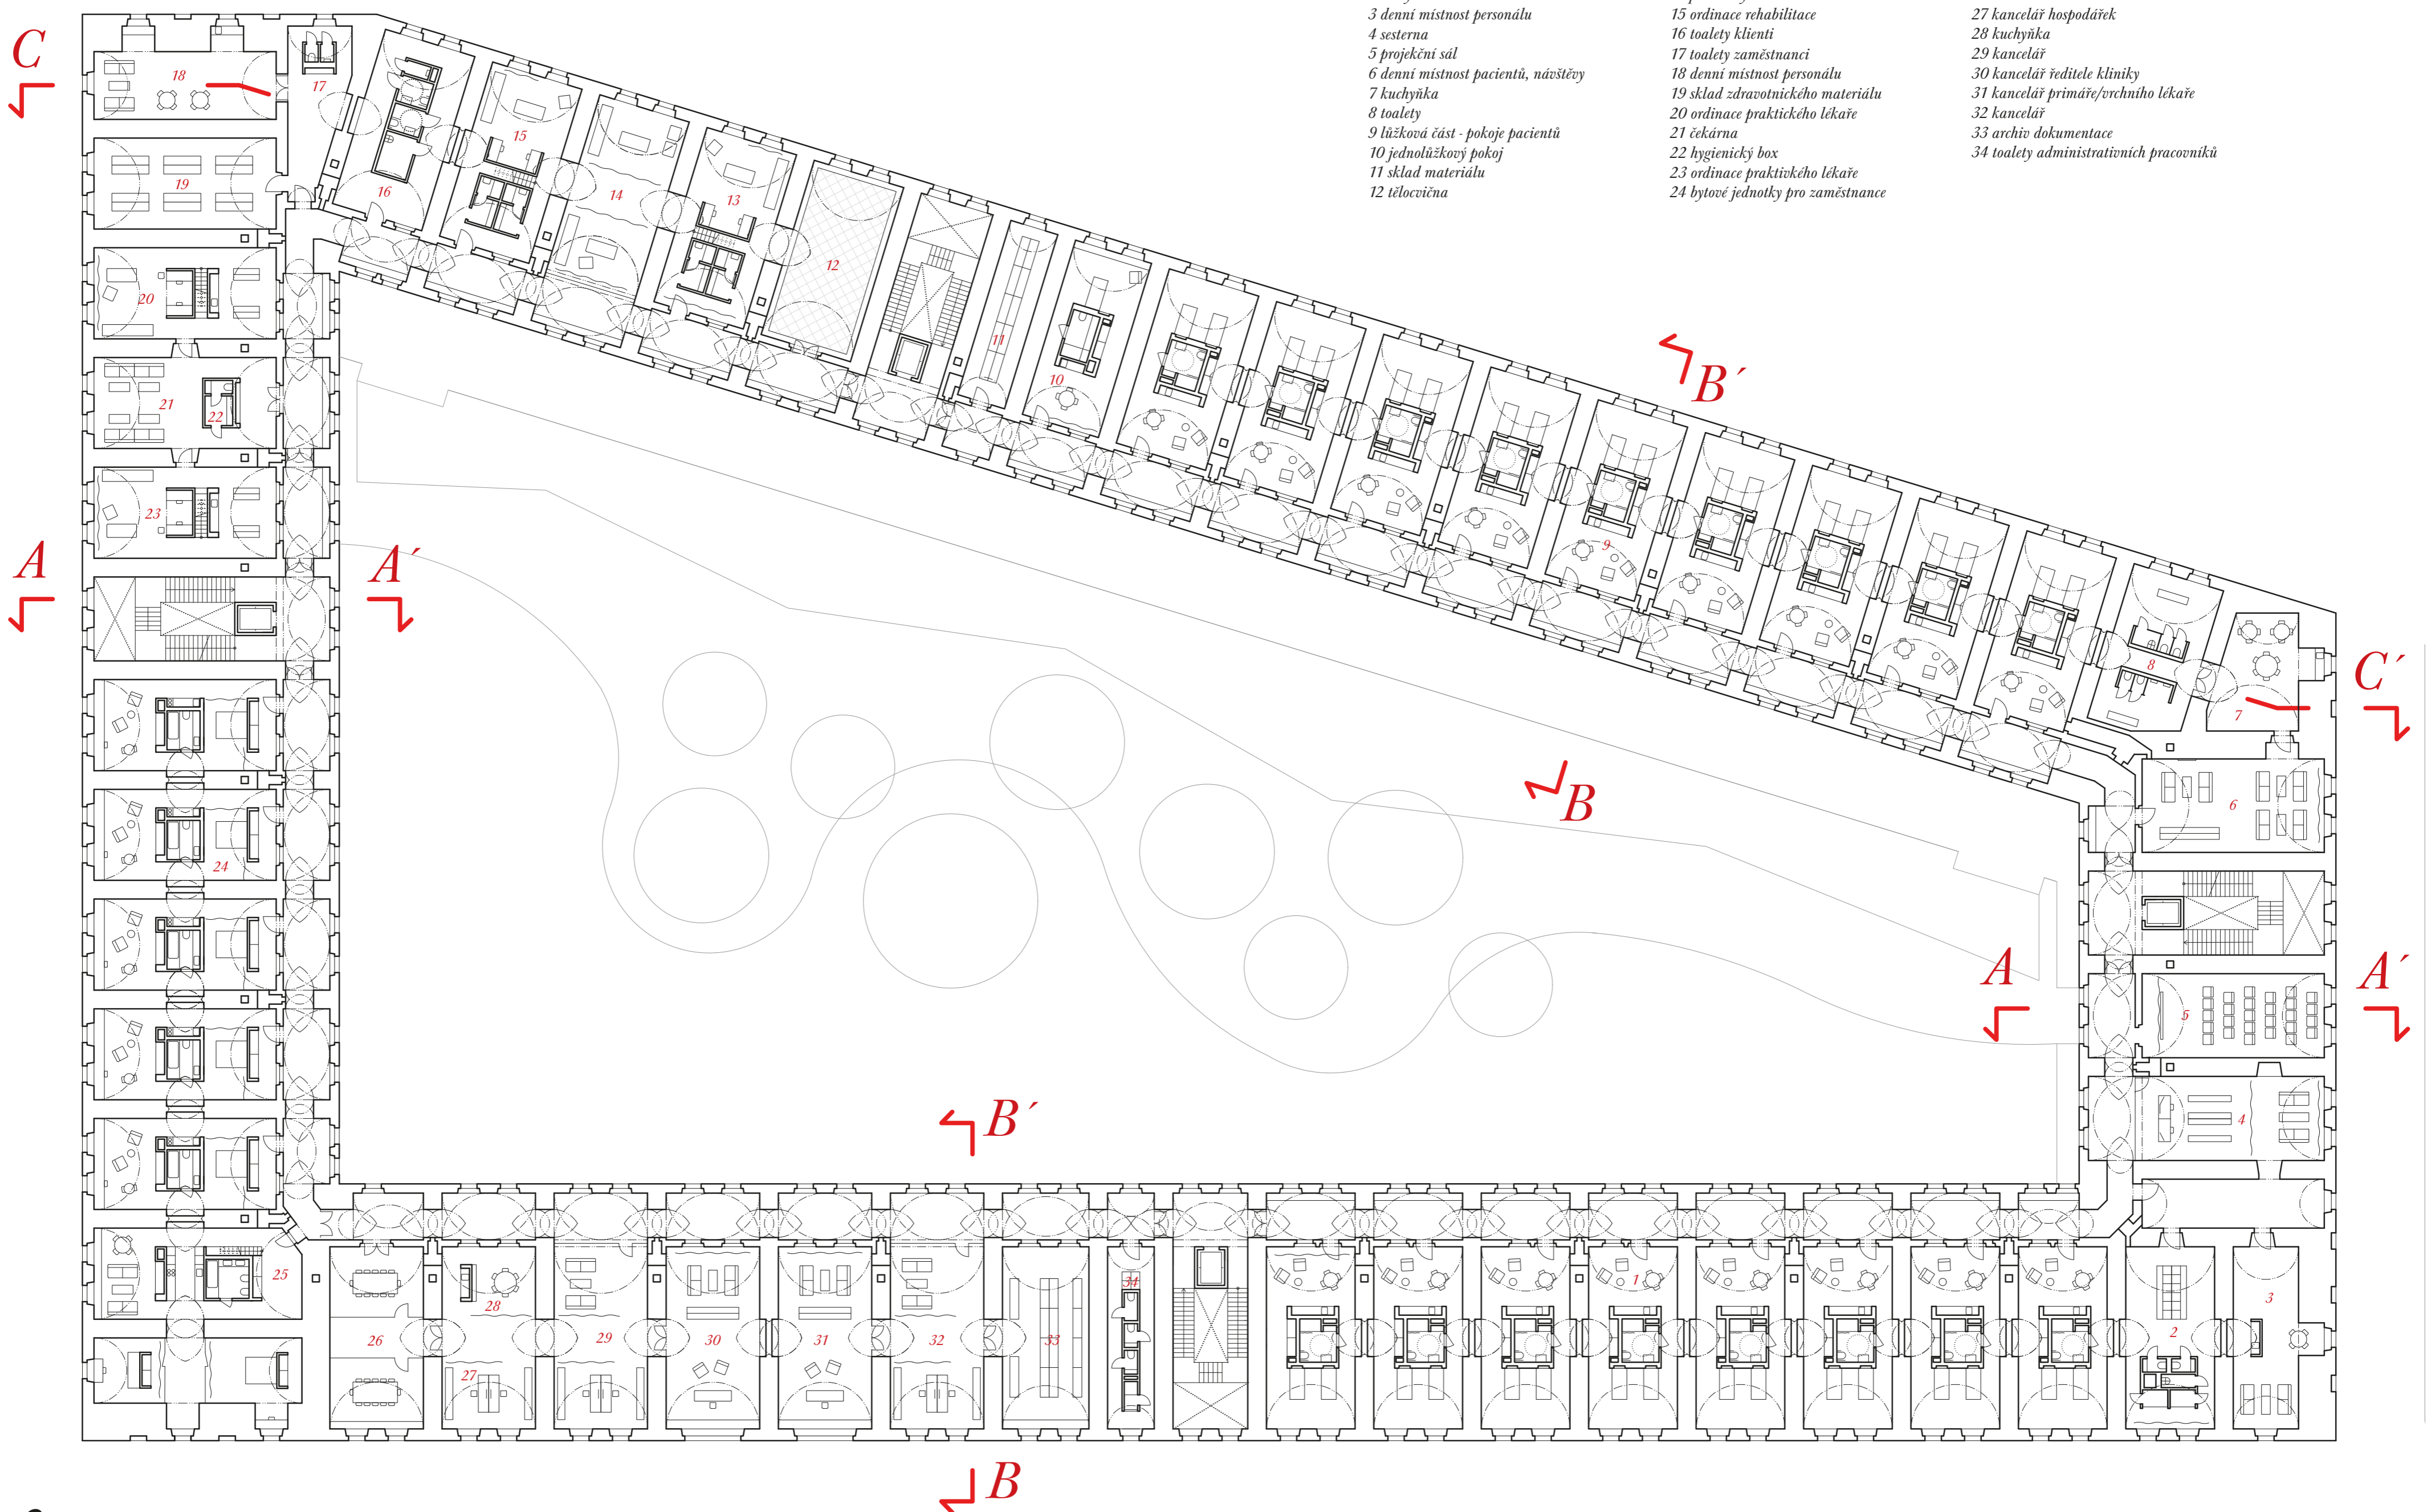 3 denní místnost personálu
4 sesterna
5 projekční sál
6 denní místnost pacientů, návštěvy
7 kuchyňka
8 toalety
9 lůžková část - pokoje pacientů
10 jednolůžkový pokoj
11 sklad materiálu
12 tělocvična
15 ordinace rehabilitace
16 toalety klienti
17 toalety zaměstnanci
18 denní místnost personálu
19 sklad zdravotnického materiálu
20 ordinace praktického lékaře
21 čekárna
22 hygienický box
23 ordinace praktivkého lékaře
24 bytové jednotky pro zaměstnance
27 kancelář hospodářek
28 kuchyňka
29 kancelář
30 kancelář ředitele kliniky
31 kancelář primáře/vrchního lékaře
32 kancelář
33 archiv dokumentace
34 toalety administrativních pracovníků
C
18
17
15
16
19
14
13
12
20
11
10
21
22
B´
23
9
A
A´
8
C´
7
24
B
6
A
A´
5
B´
4
25
34
1
3
28
26
29
30
31
32
33
2
27
B